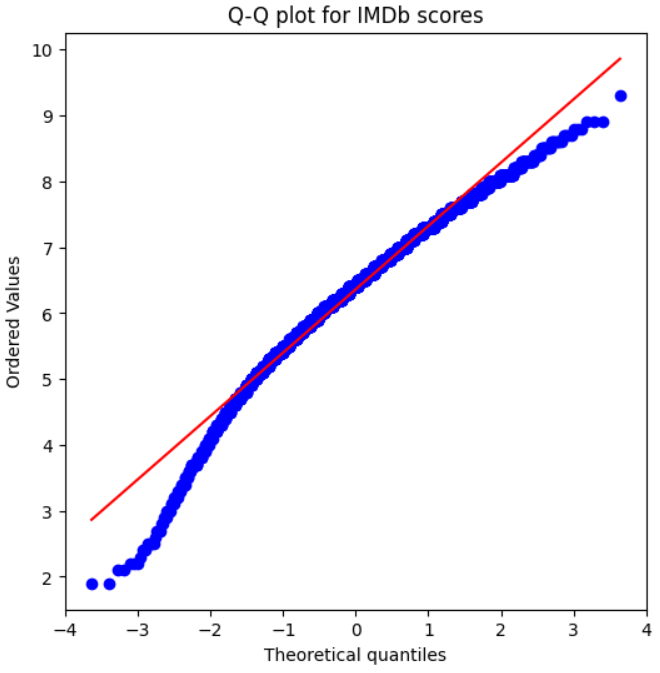 Q-Q plot for IMDb scores
10
9
8
7
6
5
4
3
2
Ordered Values
−4 −3 −2 −1 0 1 2 3 4
Theoretical quantiles